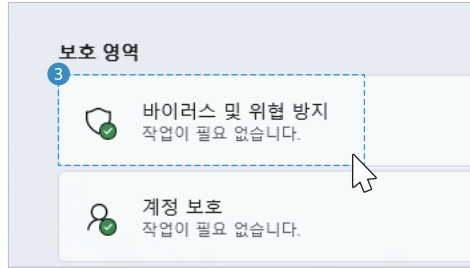 보호 영역
3
바이러스 및 위협 방지
작업이 필요 없습니다.
계정 보호
작업이 필요 없습니다.